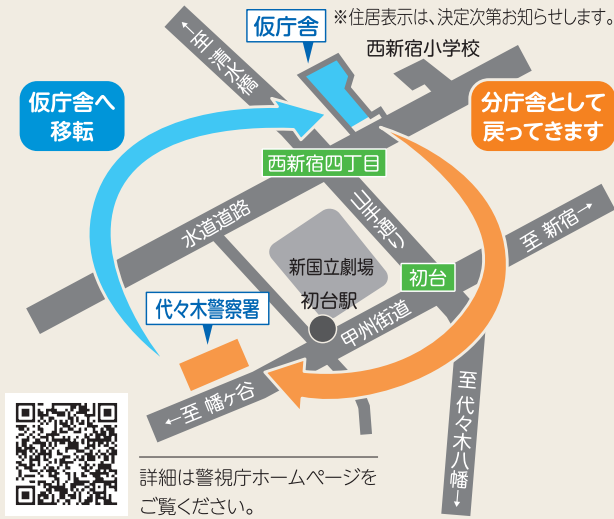 ※住居表示は、決定次第お知らせします。
仮庁舎
西新宿小学校
←至 清水橋
仮庁舎へ
移転
分庁舎として
戻ってきます
西新宿四丁目
水道道路
山手通り
至 新宿→
新国立劇場
初台
初台駅
代々木警察署
甲州街道
←至 幡ヶ谷
至 代々木八幡→
詳細は警視庁ホームページを
ご覧ください。